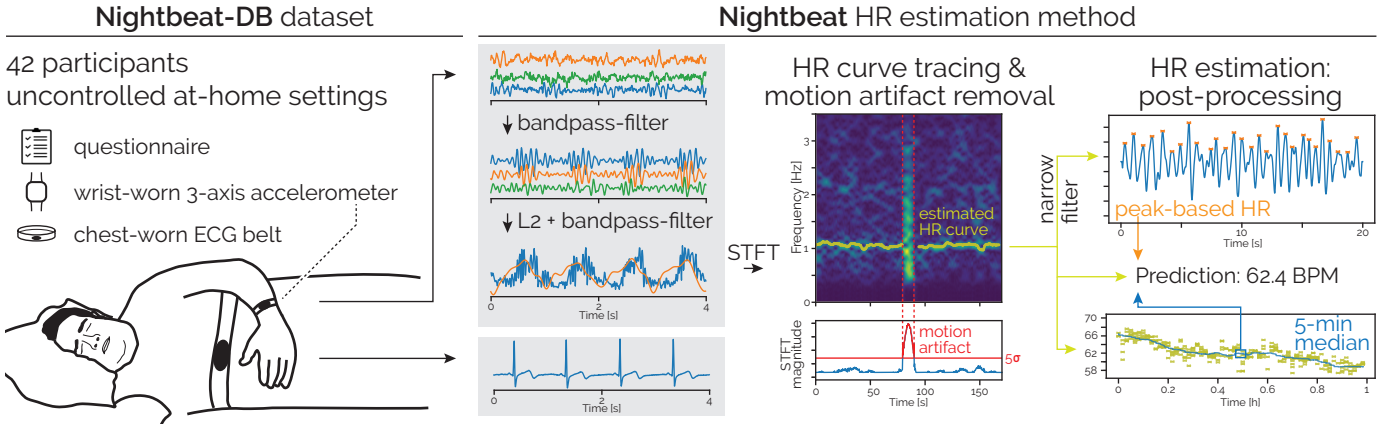 Nightbeat-DB dataset
42 participants
uncontrolled at-home settings
questionnaire
wrist-worn 3-axis accelerometer
chest-worn ECG belt
Nightbeat HR estimation method
0 2 4
bandpass-filter
L2 + bandpass-filter
0 2 4
Time [s]
0 2 4
Time [s]
STFT
HR curve tracing &
motion artifact removal
Frequency [Hz]
3
2
1
0
estimated
HR curve
STFT
magnitude
motion
artifact
5σ
0 50 100 150
Time [s]
narrow
filter
HR estimation:
post-processing
peak-based HR
0 10 20
Time [s]
Prediction: 62.4 BPM
70
66
62
58
5-min
median
0 0.2 0.4 0.6 0.8 1
Time [h]